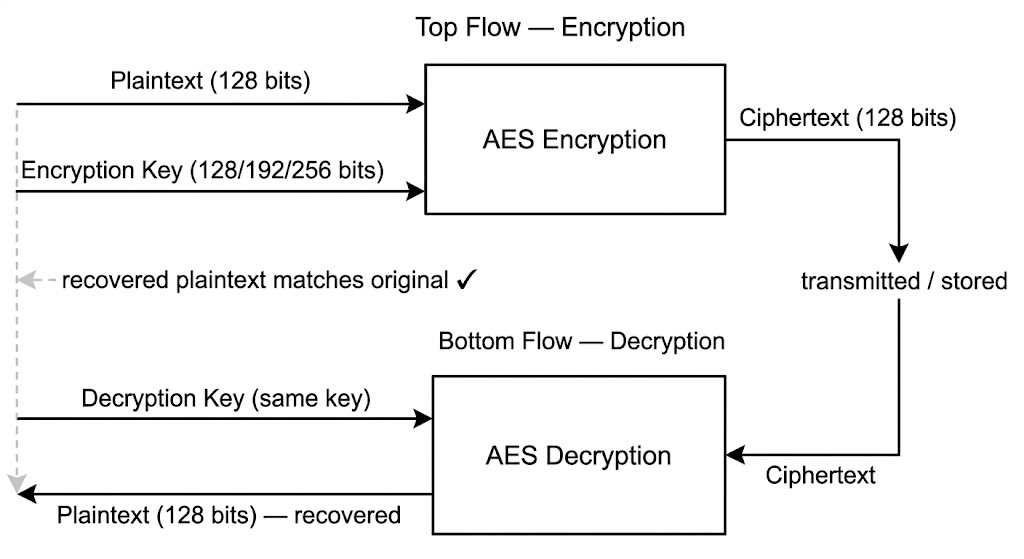 Top Flow — Encryption
Plaintext (128 bits)
AES Encryption
Ciphertext (128 bits)
Encryption Key (128/192/256 bits)
recovered plaintext matches original ✓
transmitted / stored
Bottom Flow — Decryption
Decryption Key (same key)
AES Decryption
Ciphertext
Plaintext (128 bits) — recovered